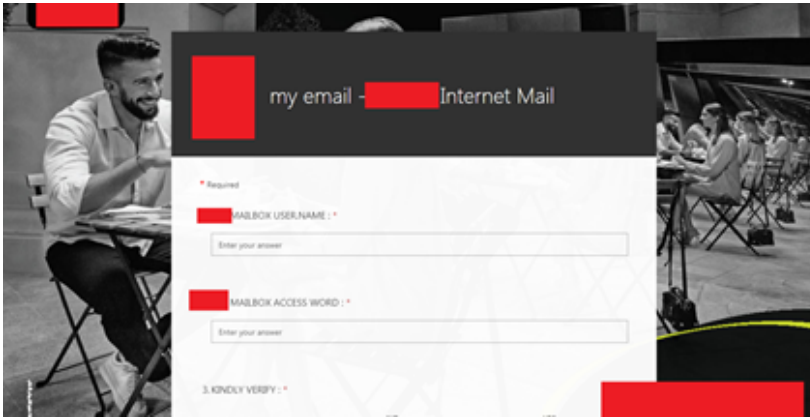 my email - Internet Mail
* Required
MAILBOX USER.NAME : *
Enter your answer
MAILBOX ACCESS WORD : *
Enter your answer
3. KINDLY VERIFY : *